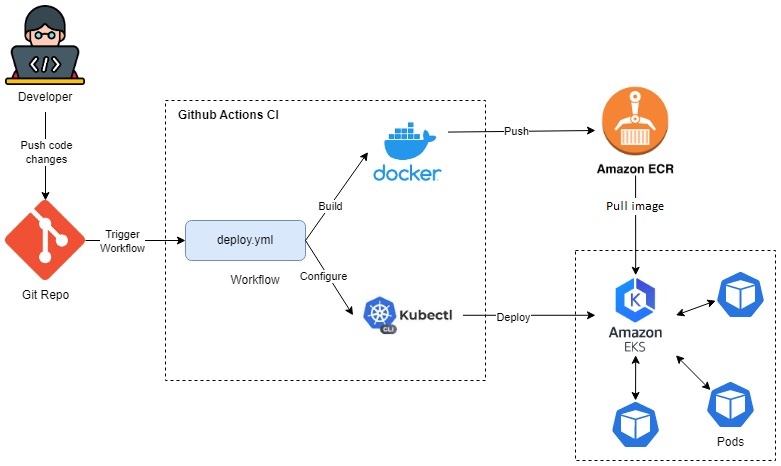 Developer
Push code
changes
Git Repo
Trigger
Workflow
Github Actions CI
deploy.yml
Workflow
Build
Configure
docker
Kubectl
CLI
Push
Deploy
Amazon ECR
Pull image
K
Amazon
EKS
Pods